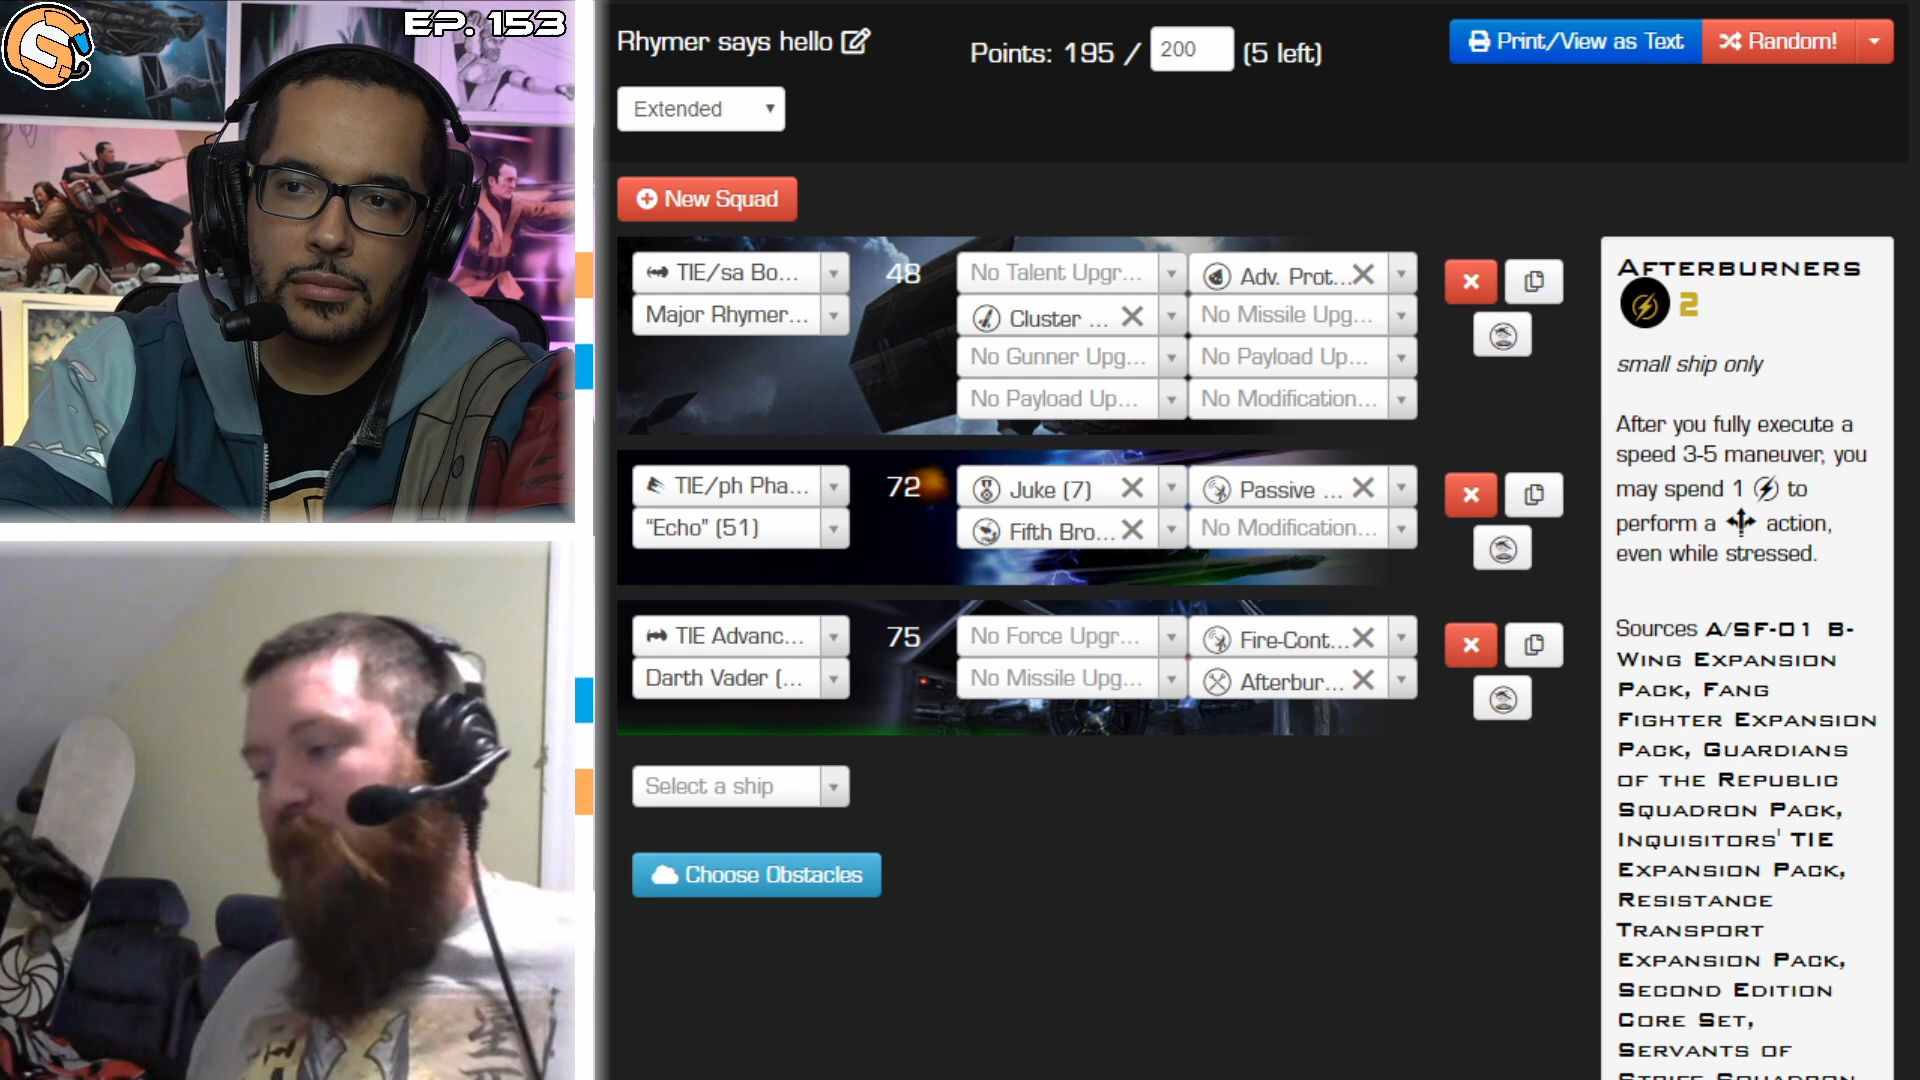 EP. 153
Rhymer says hello
Points: 195 / 200 (5 left)
Print/View as Text
Random!
Extended
New Squad
TIE/sa Bo...
48
No Talent Upgr...
Adv. Prot...
Major Rhymer...
Cluster ...
No Missile Upg...
No Gunner Upg...
No Payload Up...
No Payload Up...
No Modification...
TIE/ph Pha...
72
Juke (7)
Passive ...
"Echo" (51)
Fifth Bro...
No Modification...
TIE Advanc...
75
No Force Upgr...
Fire-Cont...
Darth Vader (...
No Missile Upg...
Afterbur...
Select a ship
Choose Obstacles
Afterburners
2
small ship only
After you fully execute a
speed 3-5 maneuver, you
may spend 1 to
perform a action,
even while stressed.
Sources A/SF-01 B-
Wing Expansion
Pack, Fang
Fighter Expansion
Pack, Guardians
of the Republic
Squadron Pack,
Inquisitors' TIE
Expansion Pack,
Resistance
Transport
Expansion Pack,
Second Edition
Core Set,
Servants of
Strife Squadron